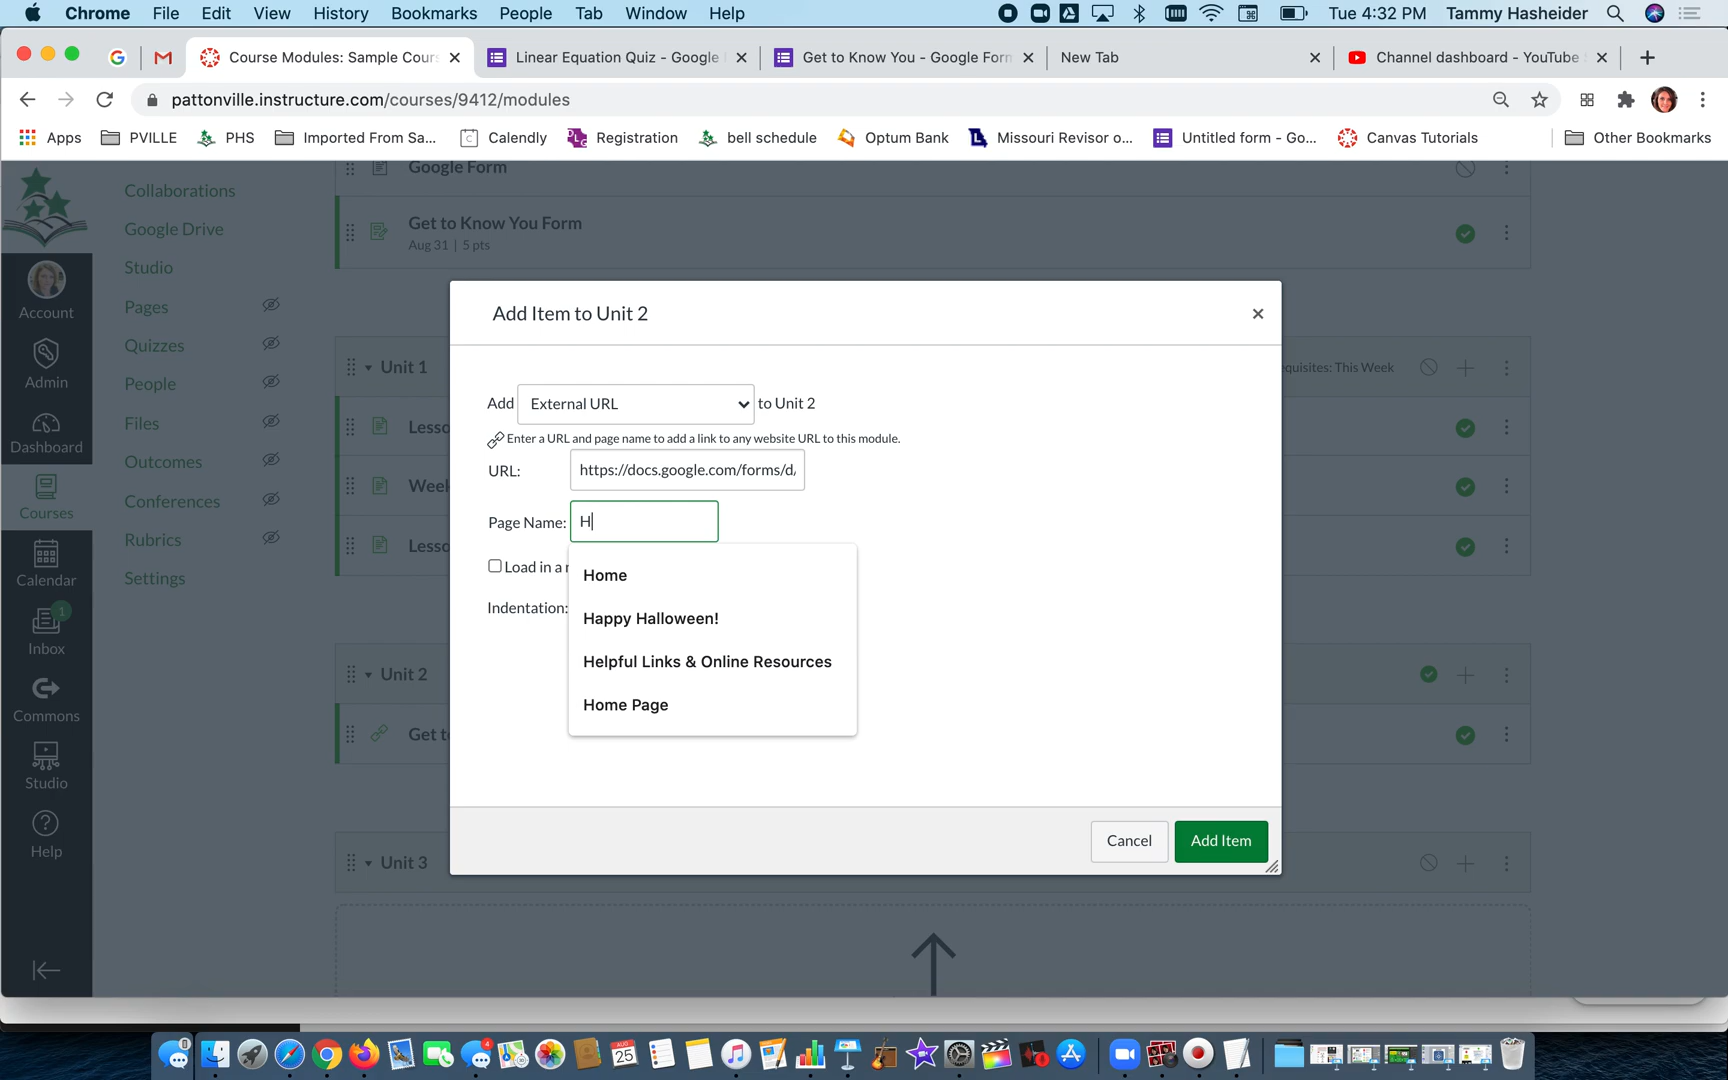 Chrome File Edit View History Bookmarks People Tab Window Help Tue 4:32 PM Tammy Hasheider
Course Modules: Sample Cours Linear Equation Quiz - Google Get to Know You - Google Form New Tab Channel dashboard - YouTube
pattonville.instructure.com/courses/9412/modules
Apps PVILLE PHS Imported From Sa... Calendly Registration bell schedule Optum Bank Missouri Revisor o... Untitled form - Go... Canvas Tutorials Other Bookmarks
Account
Admin
Dashboard
Courses
Calendar
1
Inbox
Commons
Studio
Help
Collaborations
Google Drive
Studio
Pages
Quizzes
People
Files
Outcomes
Conferences
Rubrics
Settings
Google Form
Get to Know You Form
Aug 31 | 5 pts
Unit 1 equisites: This Week
Lesso
Week
Lesso
Unit 2
Get to
Unit 3
Add Item to Unit 2
Add External URL to Unit 2
Enter a URL and page name to add a link to any website URL to this module.
URL: https://docs.google.com/forms/d/
Page Name: H
Load in a n
Indentation:
Home
Happy Halloween!
Helpful Links & Online Resources
Home Page
Cancel Add Item
4
AUG
25